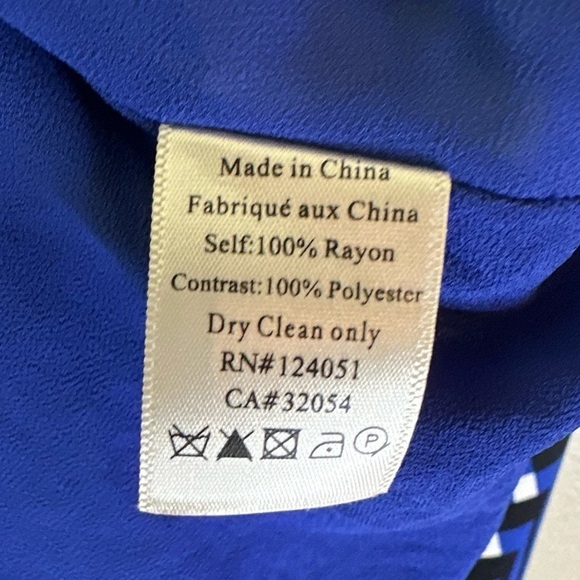 Made in China
Fabriqué aux China
Self:100% Rayon
Contrast:100% Polyester
Dry Clean only
RN#124051
CA#32054
P